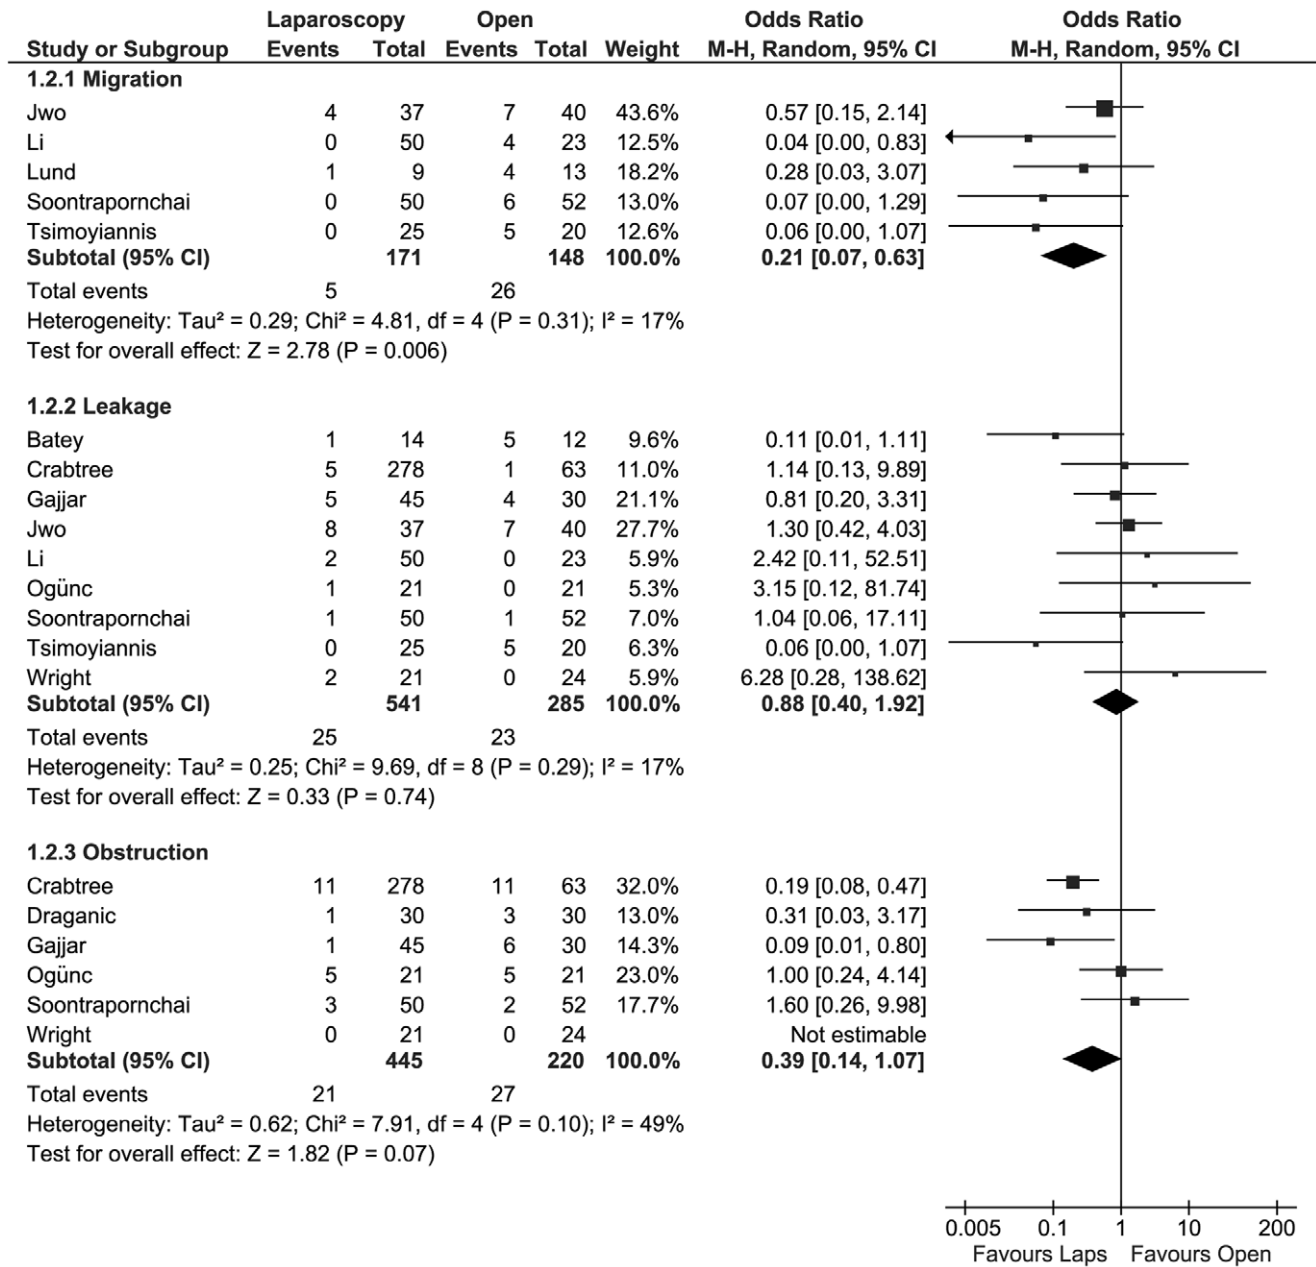 Laparoscopy Open Odds Ratio Odds Ratio
Study or Subgroup Events Total Events Total Weight M-H, Random, 95% CI M-H, Random, 95% CI
1.2.1 Migration
Jwo 4 37 7 40 43.6% 0.57 [0.15, 2.14]
Li 0 50 4 23 12.5% 0.04 [0.00, 0.83]
Lund 1 9 4 13 18.2% 0.28 [0.03, 3.07]
Soontrapornchai 0 50 6 52 13.0% 0.07 [0.00, 1.29]
Tsimoyiannis 0 25 5 20 12.6% 0.06 [0.00, 1.07]
Subtotal (95% CI) 171 148 100.0% 0.21 [0.07, 0.63]
Total events 5 26
Heterogeneity: Tau² = 0.29; Chi² = 4.81, df = 4 (P = 0.31); I² = 17%
Test for overall effect: Z = 2.78 (P = 0.006)
1.2.2 Leakage
Batey 1 14 5 12 9.6% 0.11 [0.01, 1.11]
Crabtree 5 278 1 63 11.0% 1.14 [0.13, 9.89]
Gajjar 5 45 4 30 21.1% 0.81 [0.20, 3.31]
Jwo 8 37 7 40 27.7% 1.30 [0.42, 4.03]
Li 2 50 0 23 5.9% 2.42 [0.11, 52.51]
Ogünc 1 21 0 21 5.3% 3.15 [0.12, 81.74]
Soontrapornchai 1 50 1 52 7.0% 1.04 [0.06, 17.11]
Tsimoyiannis 0 25 5 20 6.3% 0.06 [0.00, 1.07]
Wright 2 21 0 24 5.9% 6.28 [0.28, 138.62]
Subtotal (95% CI) 541 285 100.0% 0.88 [0.40, 1.92]
Total events 25 23
Heterogeneity: Tau² = 0.25; Chi² = 9.69, df = 8 (P = 0.29); I² = 17%
Test for overall effect: Z = 0.33 (P = 0.74)
1.2.3 Obstruction
Crabtree 11 278 11 63 32.0% 0.19 [0.08, 0.47]
Draganic 1 30 3 30 13.0% 0.31 [0.03, 3.17]
Gajjar 1 45 6 30 14.3% 0.09 [0.01, 0.80]
Ogünc 5 21 5 21 23.0% 1.00 [0.24, 4.14]
Soontrapornchai 3 50 2 52 17.7% 1.60 [0.26, 9.98]
Wright 0 21 0 24 Not estimable
Subtotal (95% CI) 445 220 100.0% 0.39 [0.14, 1.07]
Total events 21 27
Heterogeneity: Tau² = 0.62; Chi² = 7.91, df = 4 (P = 0.10); I² = 49%
Test for overall effect: Z = 1.82 (P = 0.07)
0.005 0.1 1 10 200
Favours Laps Favours Open